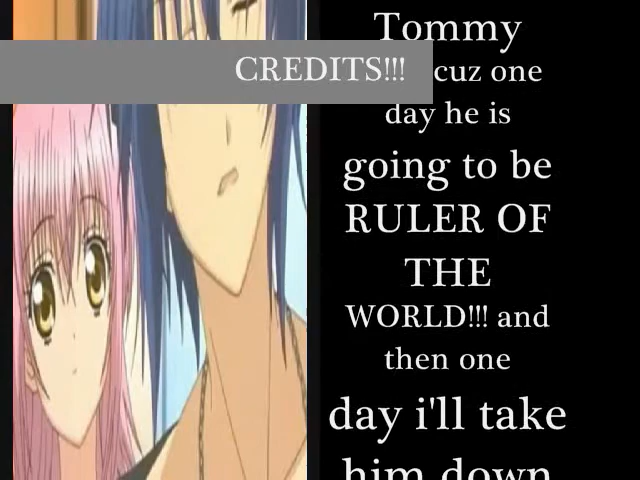 Tommy
CREDITS!!!
cuz one
day he is
going to be
RULER OF
THE
WORLD!!! and
then one
day i'll take
him down